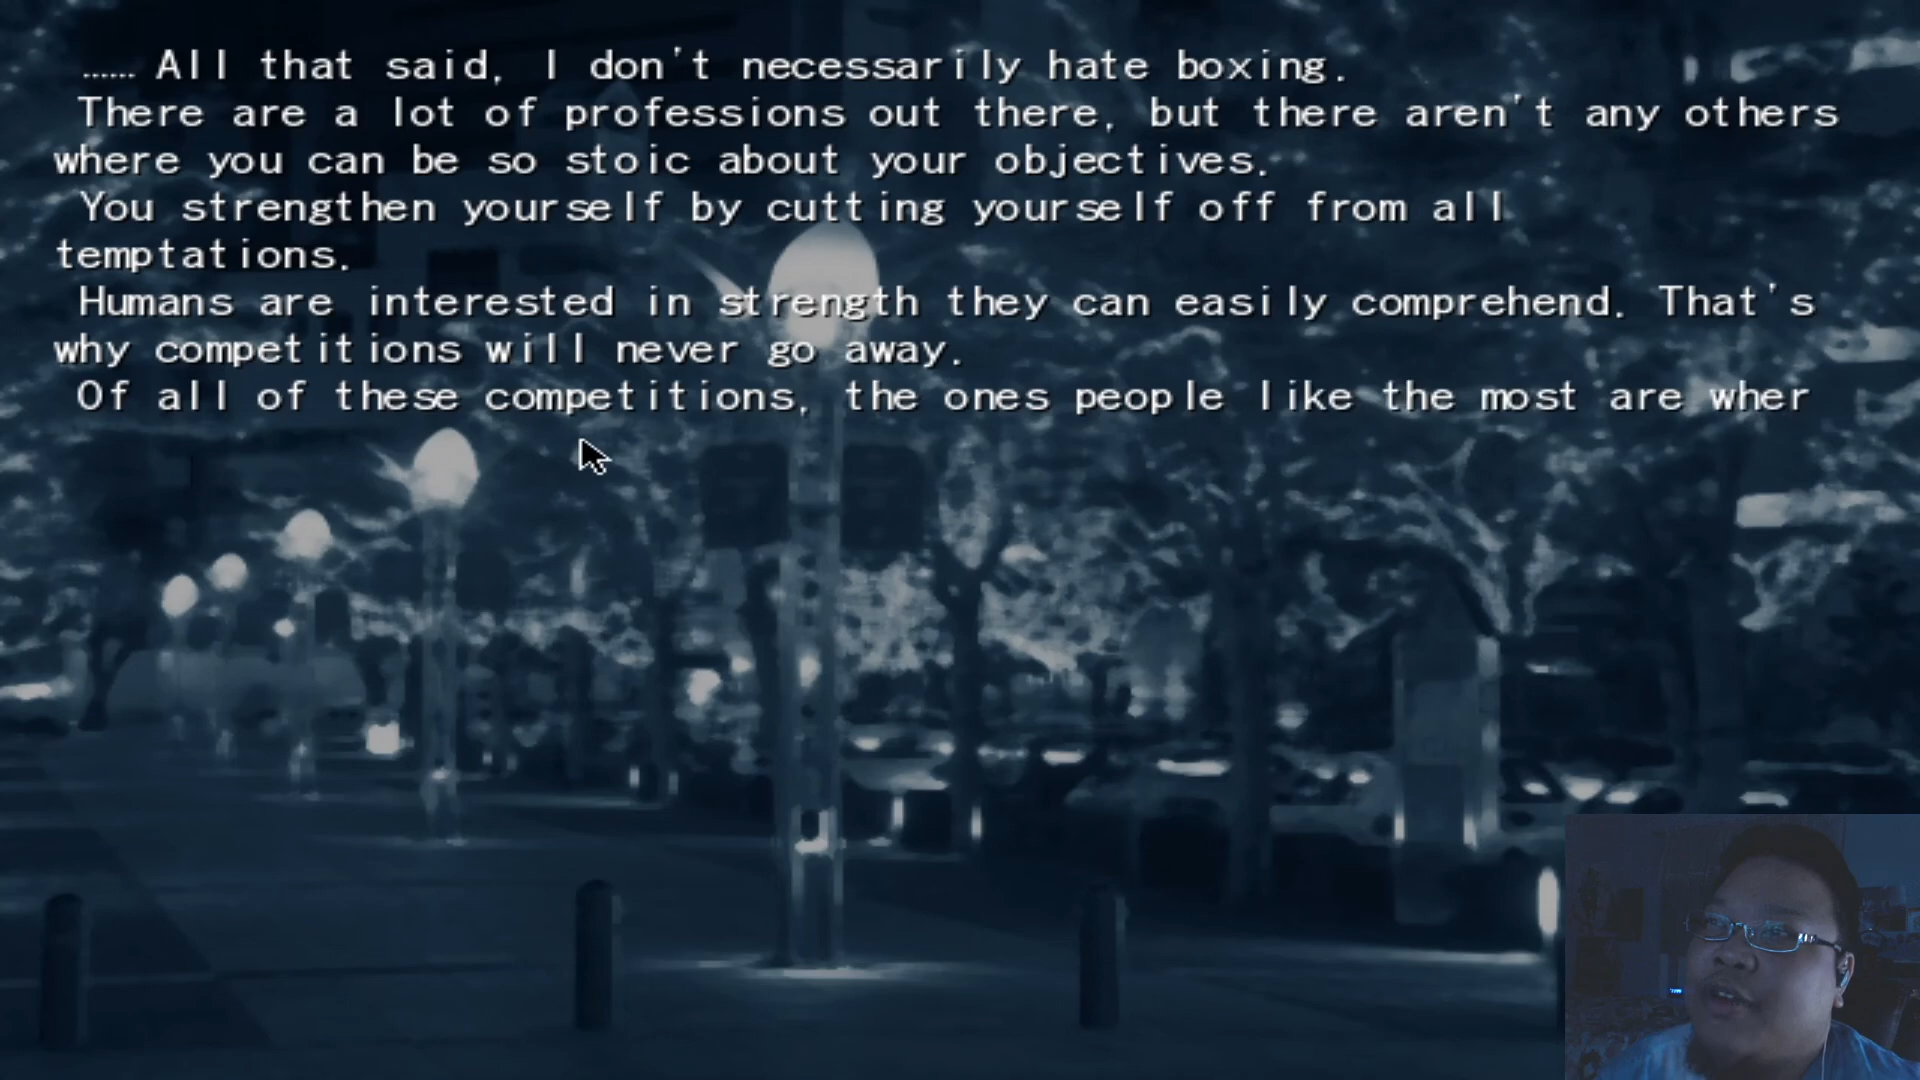 ...... All that said, I don't necessarily hate boxing.
There are a lot of professions out there, but there aren't any others
where you can be so stoic about your objectives.
You strengthen yourself by cutting yourself off from all
temptations.
Humans are interested in strength they can easily comprehend. That's
why competitions will never go away.
Of all of these competitions, the ones people like the most are wher